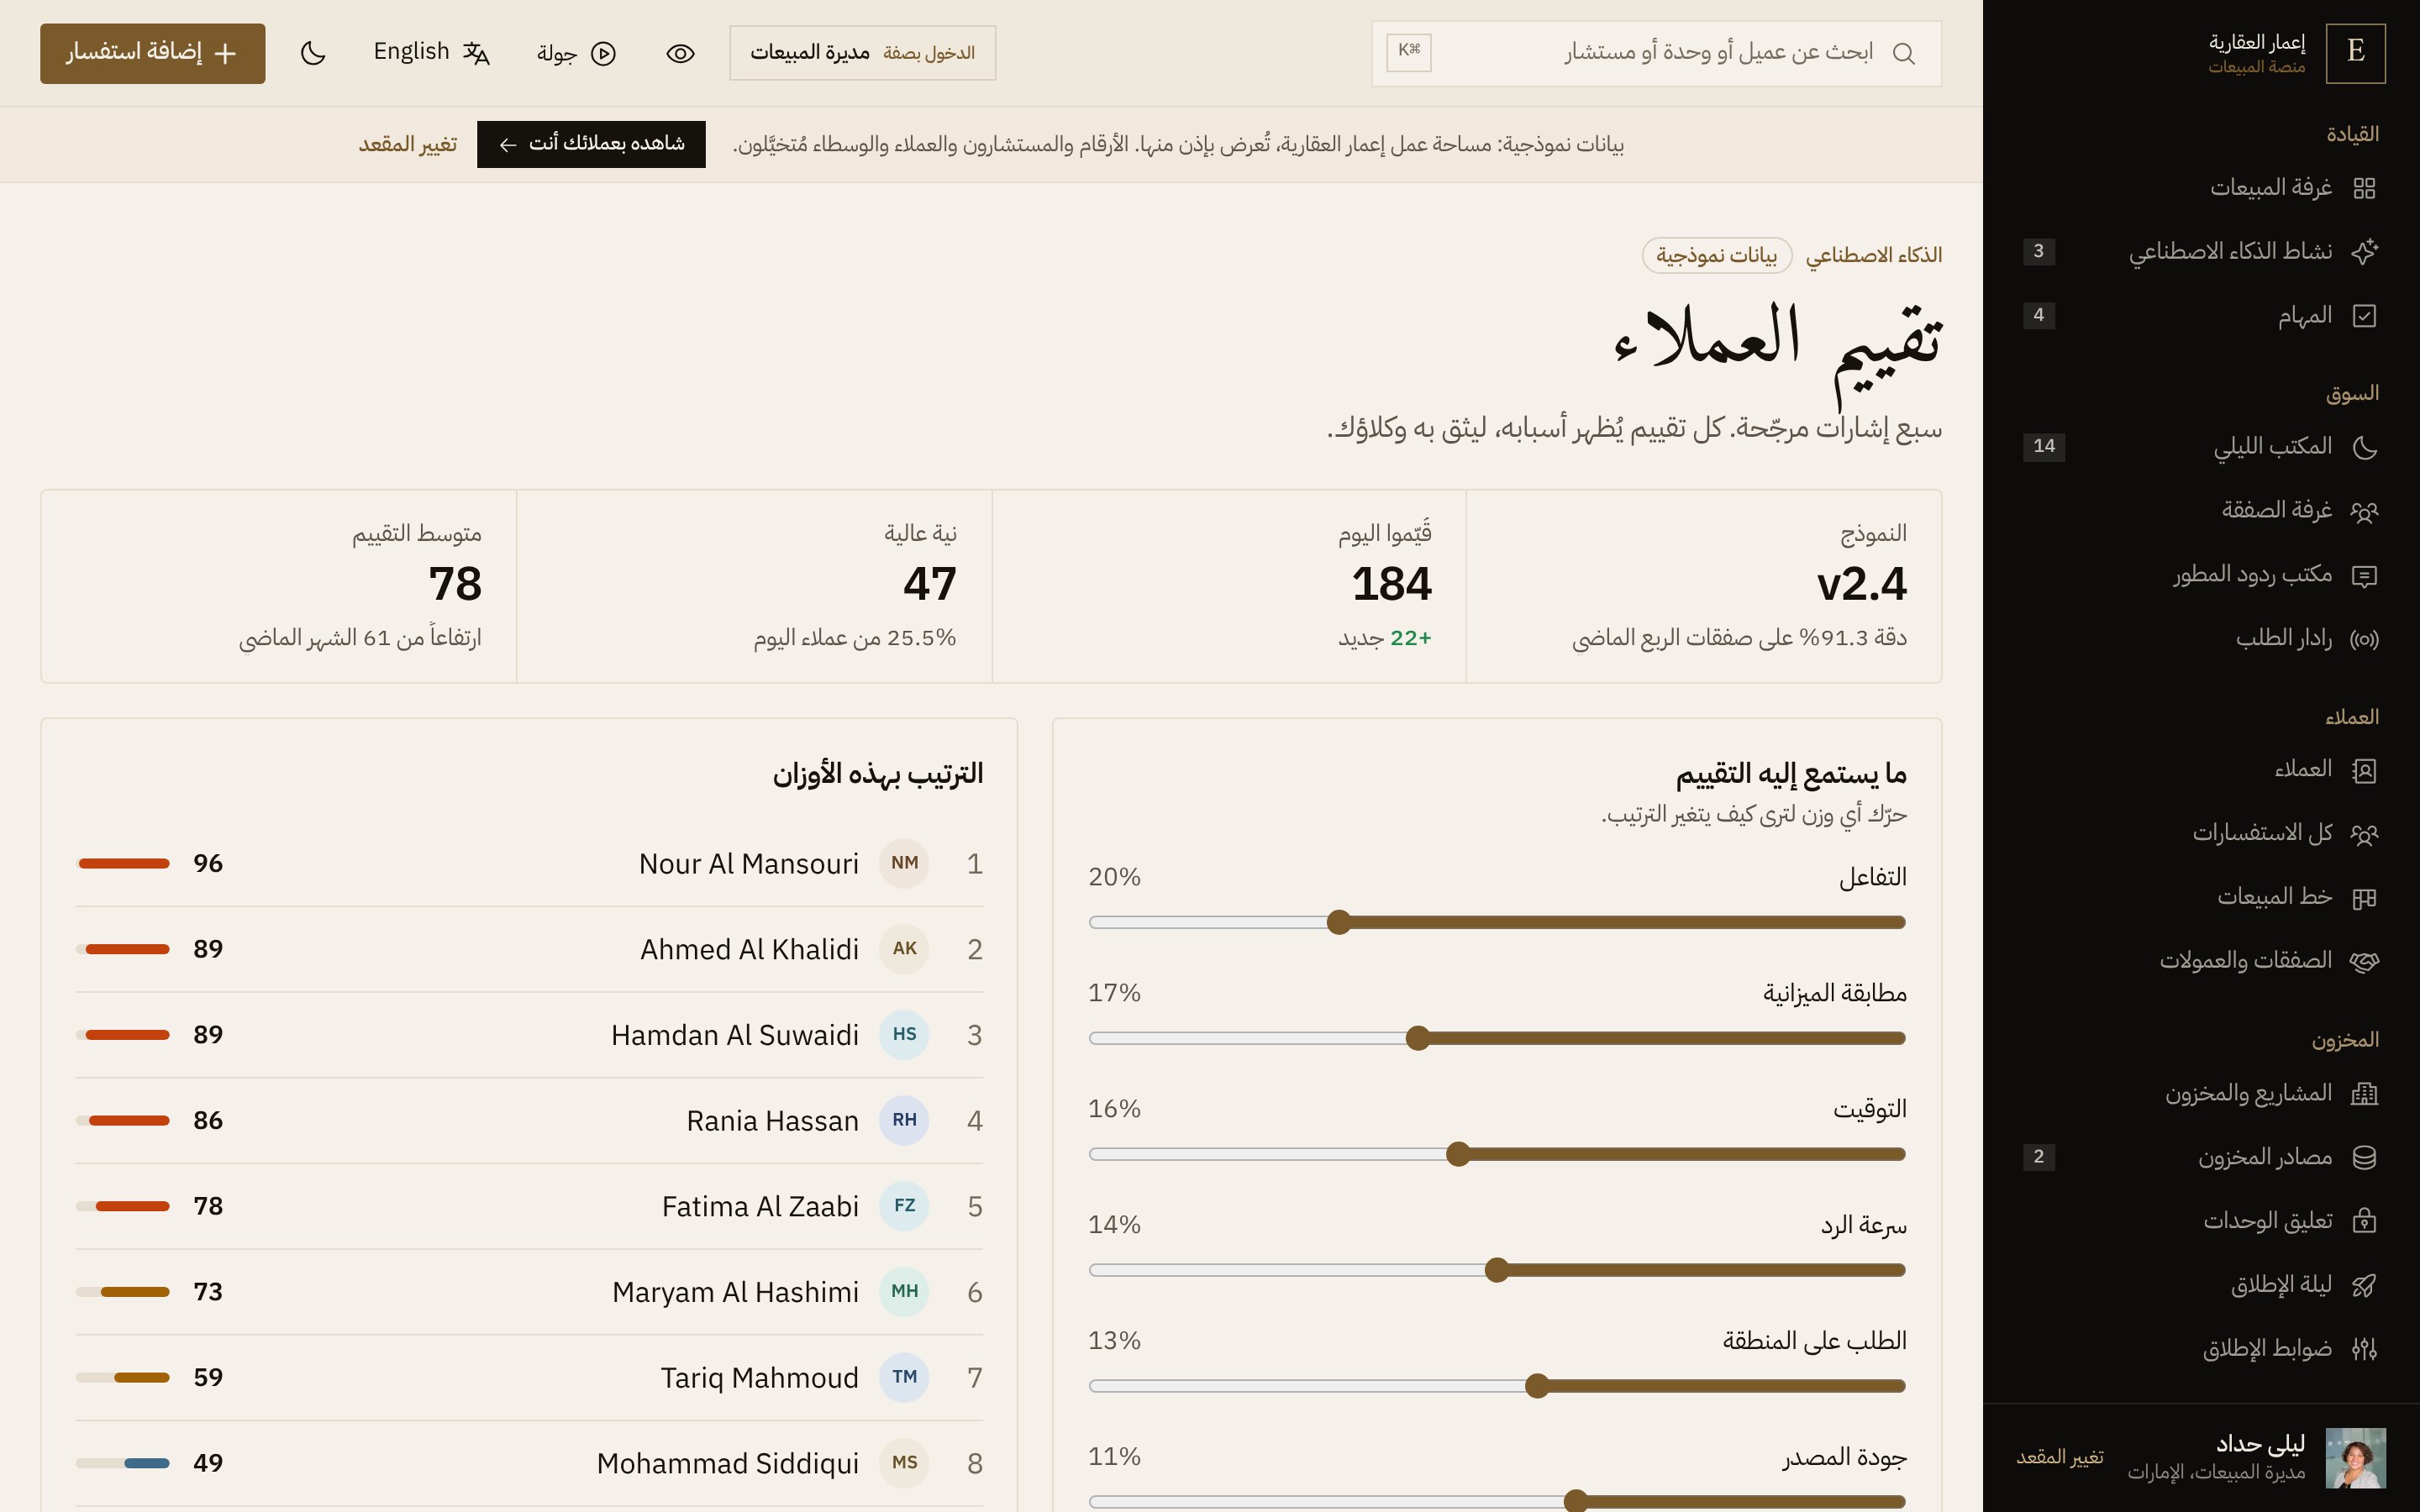 E
إعمار العقارية
منصة المبيعات
القيادة
غرفة المبيعات
نشاط الذكاء الاصطناعي 3
المهام 4
السوق
المكتب الليلي 14
غرفة الصفقة
مكتب ردود المطور
رادار الطلب
العملاء
العملاء
كل الاستفسارات
خط المبيعات
الصفقات والعمولات
المخزون
المشاريع والمخزون
مصادر المخزون 2
تعليق الوحدات
ليلة الإطلاق
ضوابط الإطلاق
ليلى حداد
مديرة المبيعات، الإمارات
تغيير المقعد
ابحث عن عميل أو وحدة أو مستشار ⌘K
الدخول بصفة مديرة المبيعات
جولة
English
إضافة استفسار
بيانات نموذجية: مساحة عمل إعمار العقارية، تُعرض بإذن منها. الأرقام والمستشارون والعملاء والوسطاء مُتخيَّلون.
شاهده بعملائك أنت ←
تغيير المقعد
الذكاء الاصطناعي بيانات نموذجية
تقييم العملاء
سبع إشارات مرجّحة. كل تقييم يُظهر أسبابه، ليثق به وكلاؤك.
النموذج
v2.4
دقة 91.3% على صفقات الربع الماضي
قُيّموا اليوم
184
+22 جديد
نية عالية
47
25.5% من عملاء اليوم
متوسط التقييم
78
ارتفاعاً من 61 الشهر الماضي
ما يستمع إليه التقييم
حرّك أي وزن لترى كيف يتغير الترتيب.
التفاعل 20%
مطابقة الميزانية 17%
التوقيت 16%
سرعة الرد 14%
الطلب على المنطقة 13%
جودة المصدر 11%
الترتيب بهذه الأوزان
1 NM Nour Al Mansouri 96
2 AK Ahmed Al Khalidi 89
3 HS Hamdan Al Suwaidi 89
4 RH Rania Hassan 86
5 FZ Fatima Al Zaabi 78
6 MH Maryam Al Hashimi 73
7 TM Tariq Mahmoud 59
8 MS Mohammad Siddiqui 49